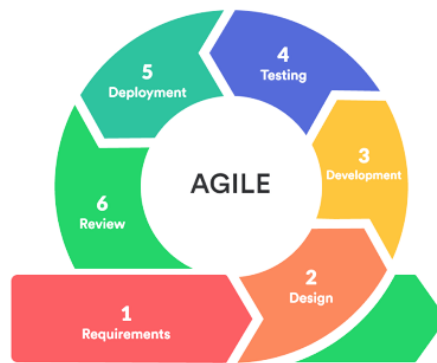 AGILE
1
Requirements
2
Design
3
Development
4
Testing
5
Deployment
6
Review